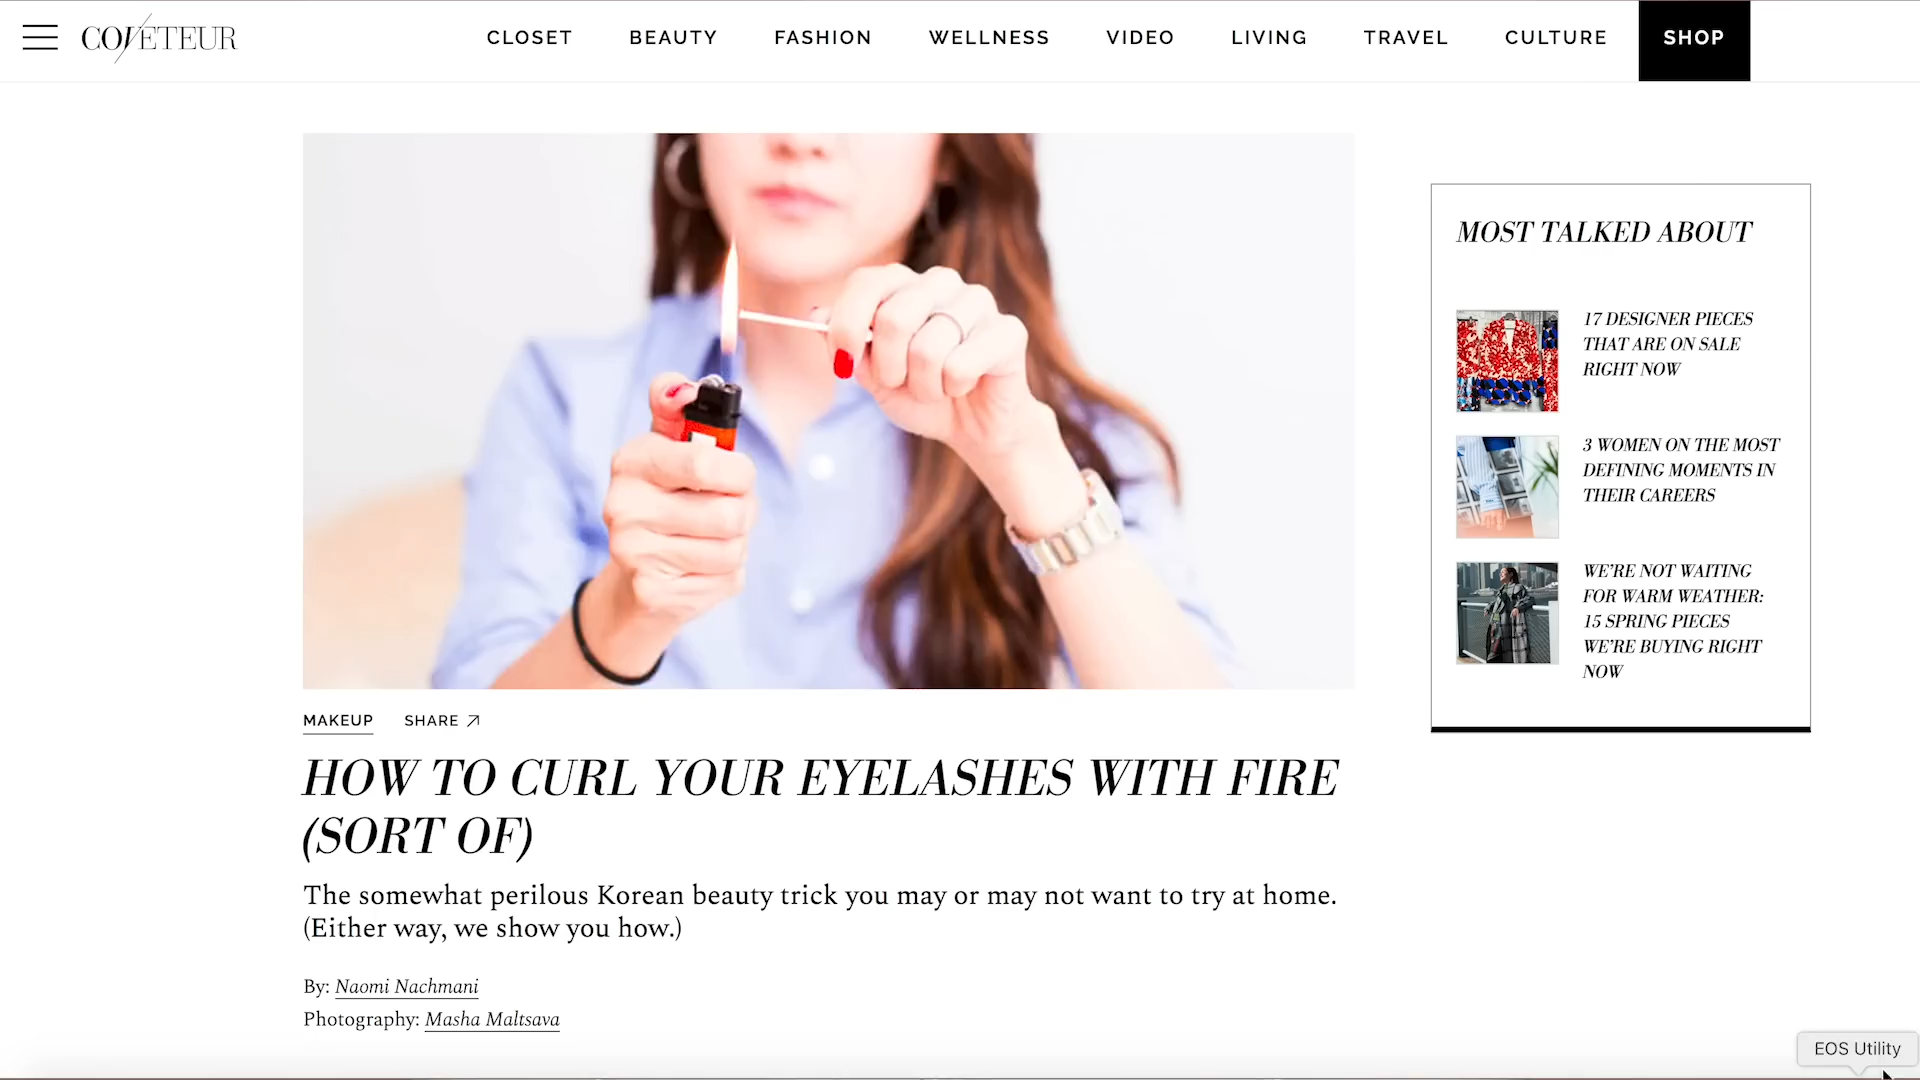 COVETEUR
CLOSET BEAUTY FASHION WELLNESS VIDEO LIVING TRAVEL CULTURE SHOP
MAKEUP SHARE
HOW TO CURL YOUR EYELASHES WITH FIRE
(SORT OF)
The somewhat perilous Korean beauty trick you may or may not want to try at home.
(Either way, we show you how.)
By: Naomi Nachmani
Photography: Masha Maltsava
MOST TALKED ABOUT
17 DESIGNER PIECES
THAT ARE ON SALE
RIGHT NOW
3 WOMEN ON THE MOST
DEFINING MOMENTS IN
THEIR CAREERS
WE’RE NOT WAITING
FOR WARM WEATHER:
15 SPRING PIECES
WE’RE BUYING RIGHT
NOW
EOS Utility